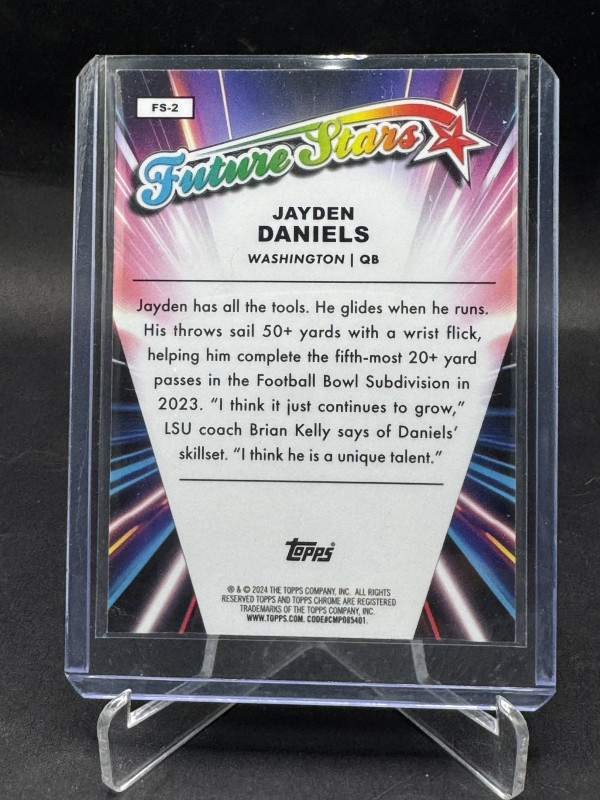 FS-2
Future Stars
JAYDEN
DANIELS
WASHINGTON | QB
Jayden has all the tools. He glides when he runs.
His throws sail 50+ yards with a wrist flick,
helping him complete the fifth-most 20+ yard
passes in the Football Bowl Subdivision in
2023. “I think it just continues to grow,”
LSU coach Brian Kelly says of Daniels’
skillset. “I think he is a unique talent.”
Topps®
® & © 2024 THE TOPPS COMPANY, INC. ALL RIGHTS
RESERVED TOPPS AND TOPPS CHROME ARE REGISTERED
TRADEMARKS OF THE TOPPS COMPANY, INC.
WWW.TOPPS.COM. CODE#CMP085401.